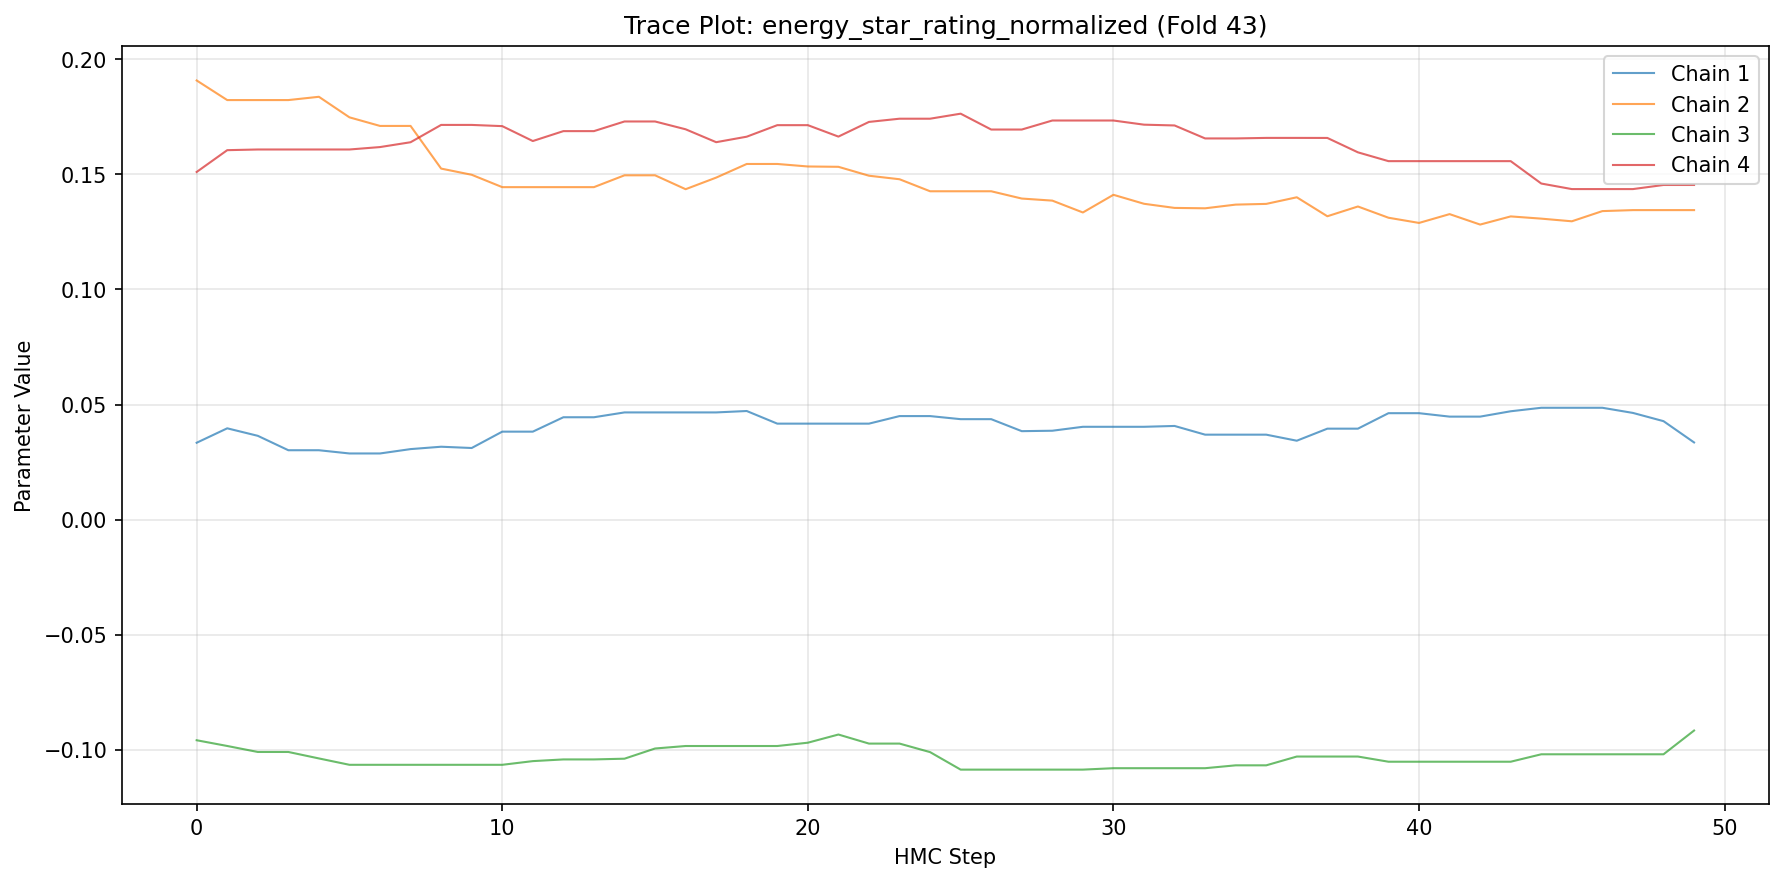 Trace Plot: energy_star_rating_normalized (Fold 43)
Chain 1
Chain 2
Chain 3
Chain 4
0.20
0.15
0.10
0.05
0.00
−0.05
−0.10
Parameter Value
0 10 20 30 40 50
HMC Step